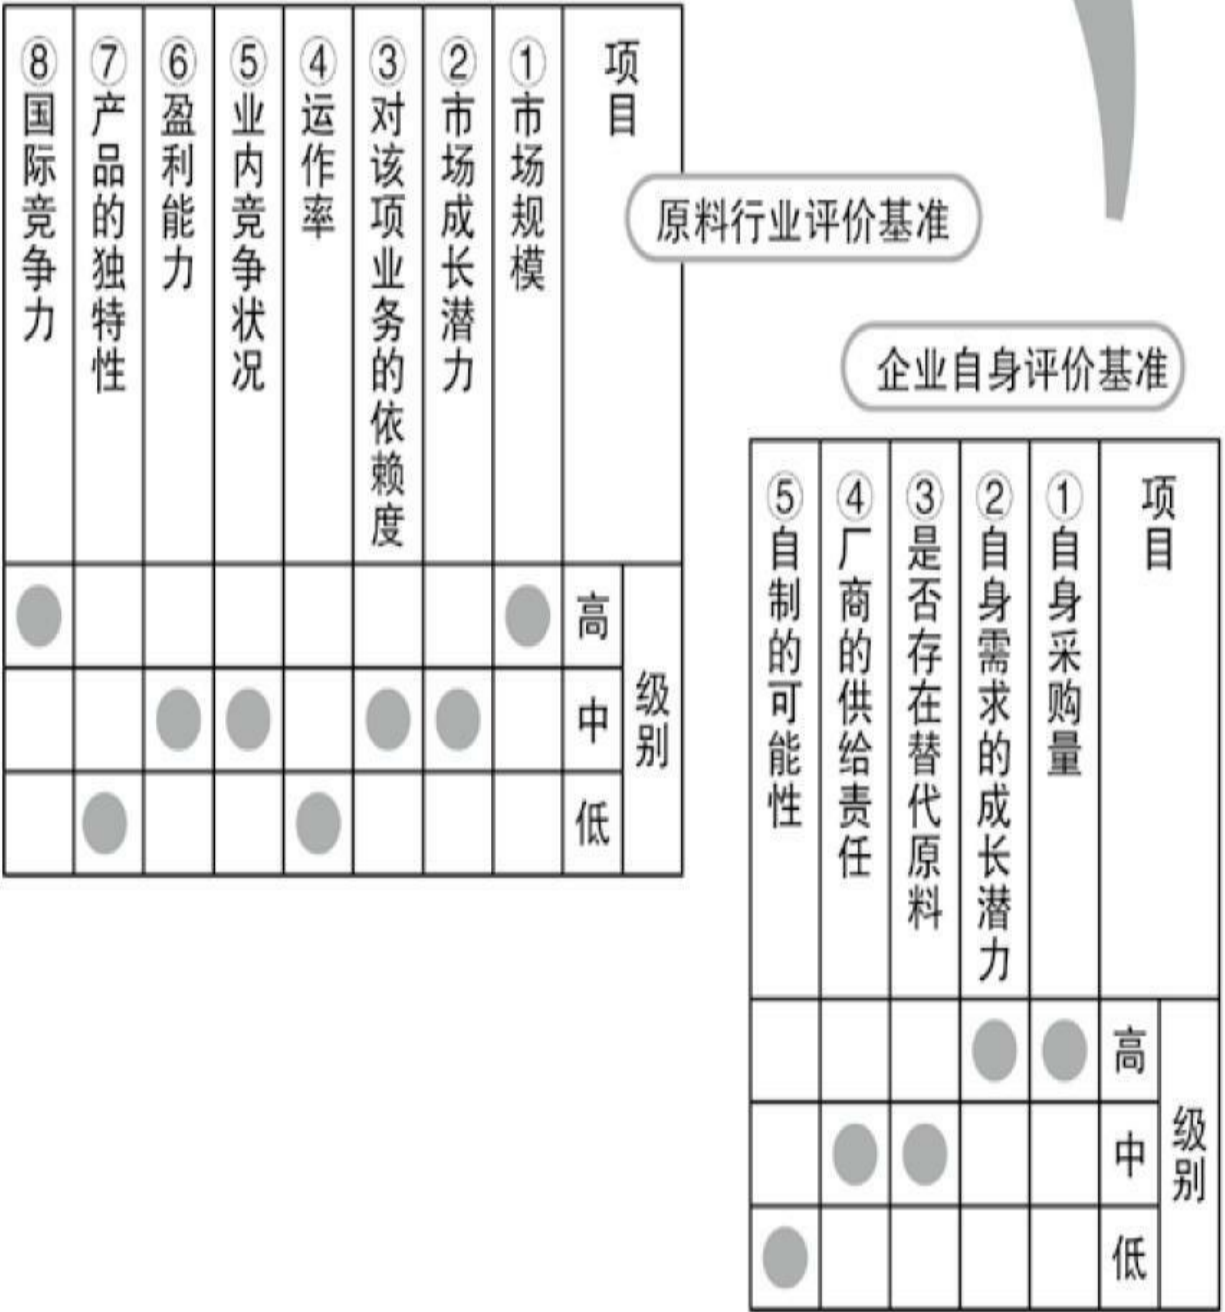 原料行业评价基准
项目
级别
高
中
低
①市场规模
②市场成长潜力
③对该项业务的依赖度
④运作率
⑤业内竞争状况
⑥盈利能力
⑦产品的独特性
⑧国际竞争力
企业自身评价基准
项目
级别
高
中
低
①自身采购量
②自身需求的成长潜力
③是否存在替代原料
④厂商的供给责任
⑤自制的可能性